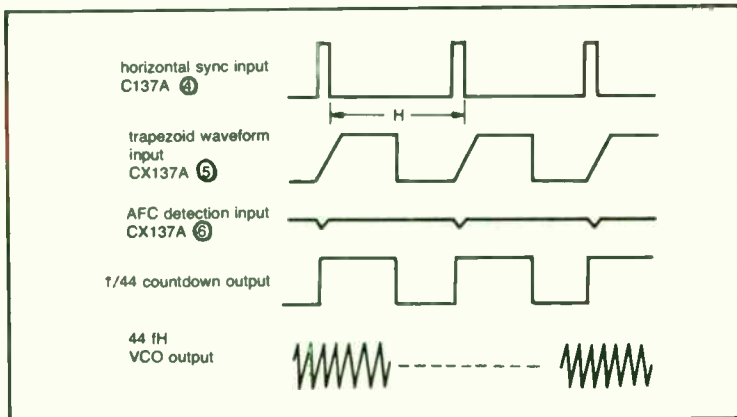 horizontal sync input
C137A ④
H
trapezoid waveform
input
CX137A ⑤
AFC detection input
CX137A ⑥
1/44 countdown output
44 fH
VCO output